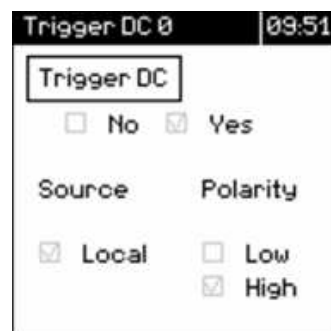 Trigger DC 0 09:51
Trigger DC
No Yes
Source Polarity
Local Low
High